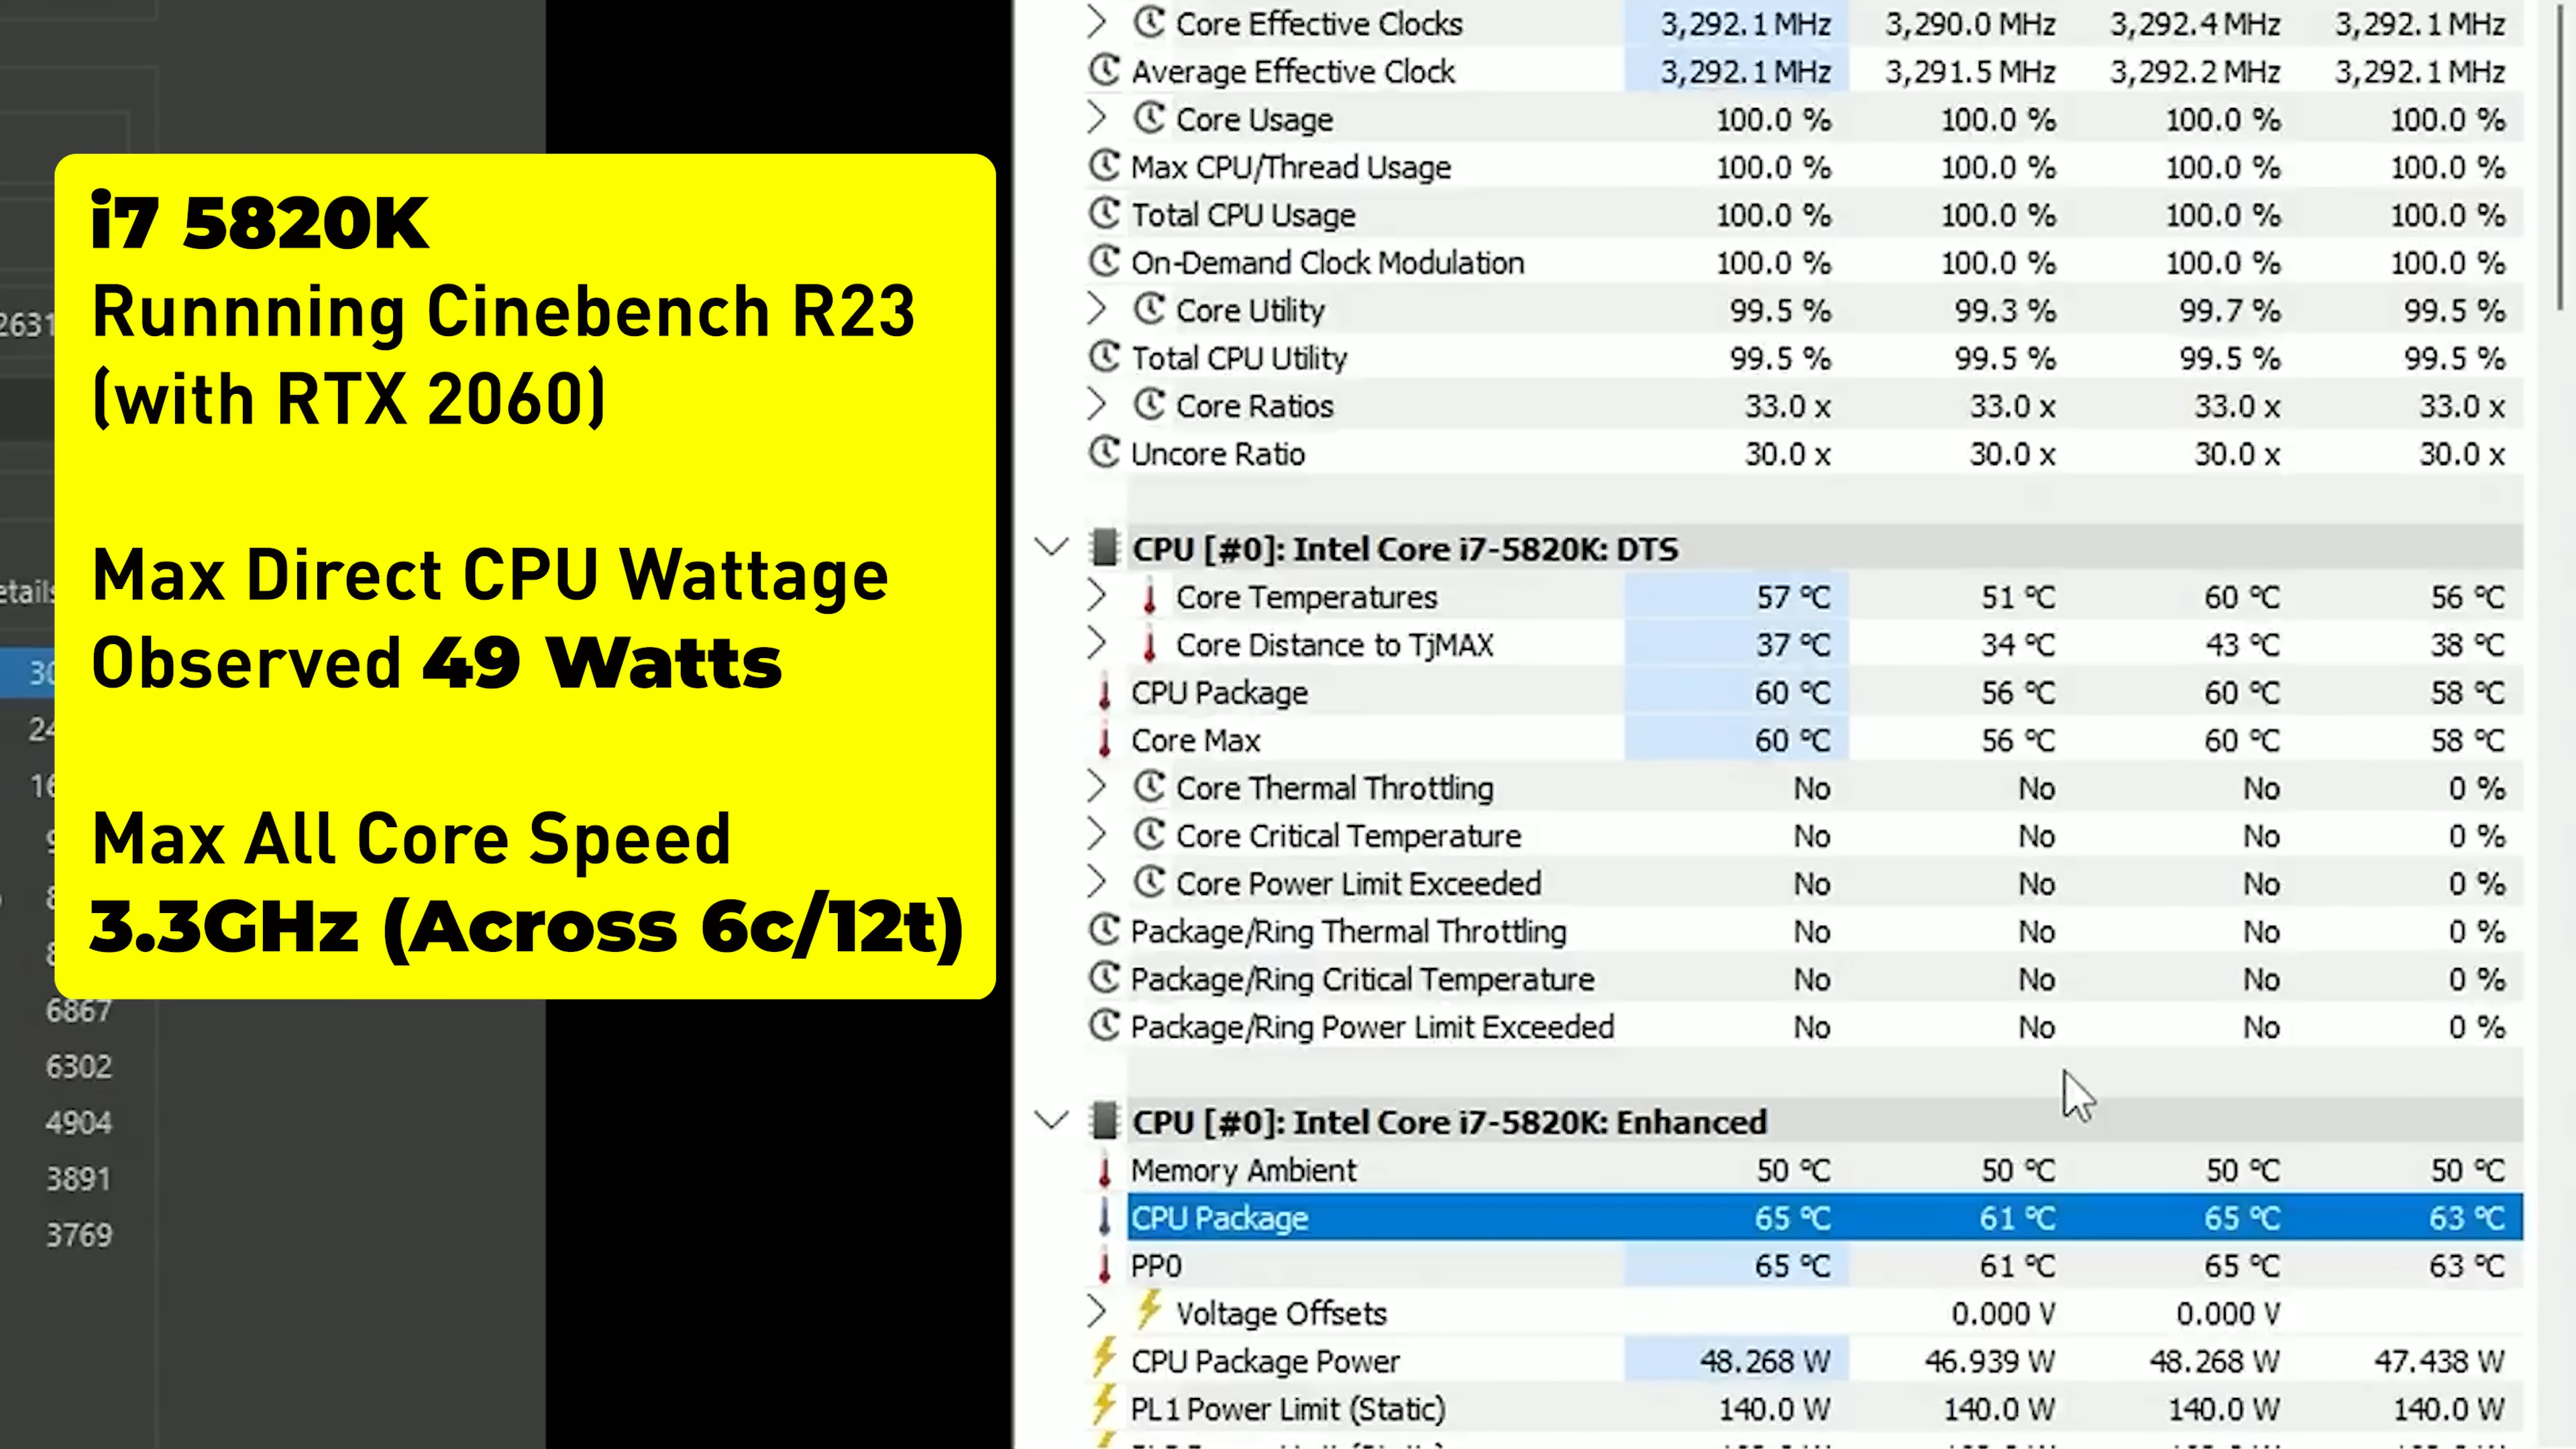 i7 5820K
Runnning Cinebench R23
(with RTX 2060)
Max Direct CPU Wattage
Observed 49 Watts
Max All Core Speed
3.3GHz (Across 6c/12t)
2631
etails
30
24
16
6867
6302
4904
3891
3769
Core Effective Clocks 3,292.1 MHz 3,290.0 MHz 3,292.4 MHz 3,292.1 MHz
Average Effective Clock 3,292.1 MHz 3,291.5 MHz 3,292.2 MHz 3,292.1 MHz
Core Usage 100.0 % 100.0 % 100.0 % 100.0 %
Max CPU/Thread Usage 100.0 % 100.0 % 100.0 % 100.0 %
Total CPU Usage 100.0 % 100.0 % 100.0 % 100.0 %
On-Demand Clock Modulation 100.0 % 100.0 % 100.0 % 100.0 %
Core Utility 99.5 % 99.3 % 99.7 % 99.5 %
Total CPU Utility 99.5 % 99.5 % 99.5 % 99.5 %
Core Ratios 33.0 x 33.0 x 33.0 x 33.0 x
Uncore Ratio 30.0 x 30.0 x 30.0 x 30.0 x
CPU [#0]: Intel Core i7-5820K: DTS
Core Temperatures 57 °C 51 °C 60 °C 56 °C
Core Distance to TjMAX 37 °C 34 °C 43 °C 38 °C
CPU Package 60 °C 56 °C 60 °C 58 °C
Core Max 60 °C 56 °C 60 °C 58 °C
Core Thermal Throttling No No No 0 %
Core Critical Temperature No No No 0 %
Core Power Limit Exceeded No No No 0 %
Package/Ring Thermal Throttling No No No 0 %
Package/Ring Critical Temperature No No No 0 %
Package/Ring Power Limit Exceeded No No No 0 %
CPU [#0]: Intel Core i7-5820K: Enhanced
Memory Ambient 50 °C 50 °C 50 °C 50 °C
CPU Package 65 °C 61 °C 65 °C 63 °C
PP0 65 °C 61 °C 65 °C 63 °C
Voltage Offsets 0.000 V 0.000 V
CPU Package Power 48.268 W 46.939 W 48.268 W 47.438 W
PL1 Power Limit (Static) 140.0 W 140.0 W 140.0 W 140.0 W